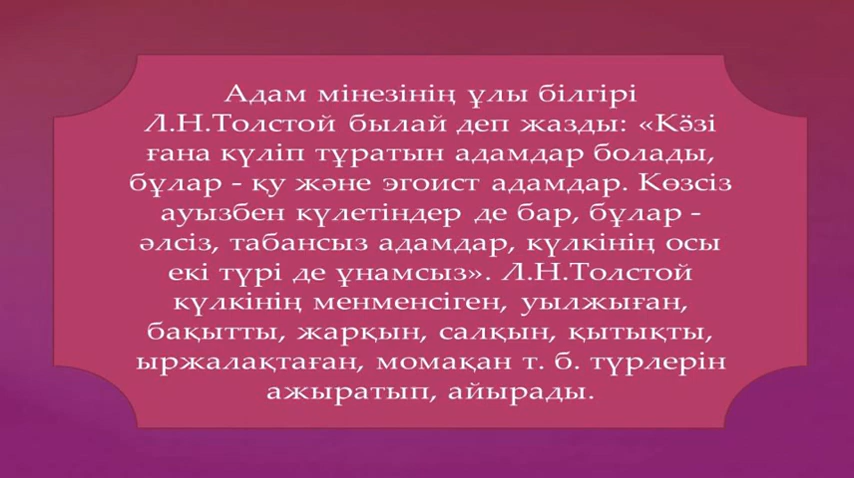 Адам мінезінің ұлы білгірі
Л.Н.Толстой былай деп жазды: «Кӛзі
ғана күліп тұратын адамдар болады,
бұлар - қу және эгоист адамдар. Көзсіз
ауызбен күлетіндер де бар, бұлар -
әлсіз, табансыз адамдар, күлкінің осы
екі түрі де ұнамсыз». Л.Н.Толстой
күлкінің менменсіген, уылжыған,
бақытты, жарқын, салқын, қытықты,
ыржалақтаған, момақан т. б. түрлерін
ажыратып, айырады.